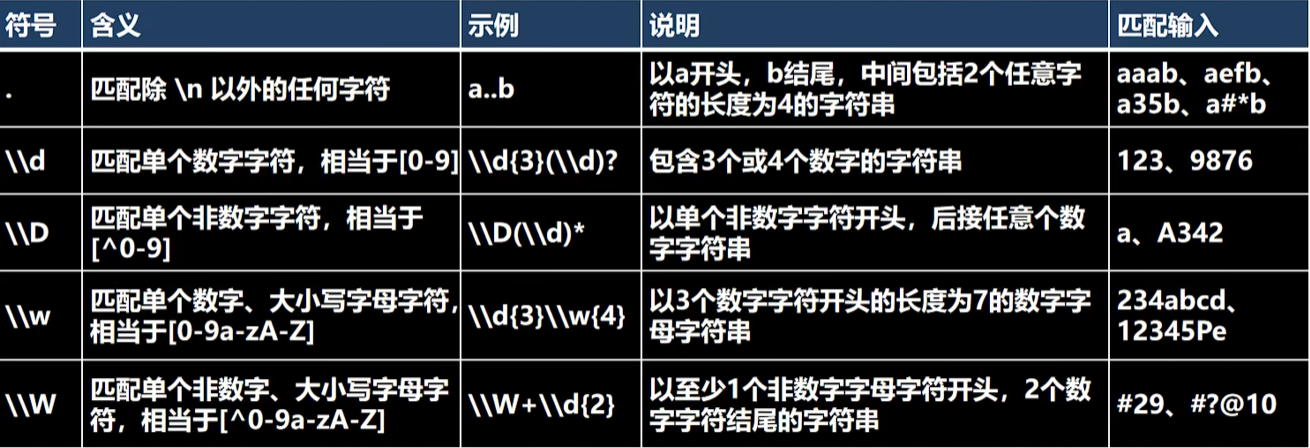 符号 含义 示例 说明 匹配输入
. 匹配除 \n 以外的任何字符 a..b 以a开头，b结尾，中间包括2个任意字
符的长度为4的字符串 aaab、aefb、
a35b、a#*b
\\d 匹配单个数字字符，相当于[0-9] \\d{3}(\\d)? 包含3个或4个数字的字符串 123、9876
\\D 匹配单个非数字字符，相当于
[^0-9] \\D(\\d)* 以单个非数字字符开头，后接任意个数
字字符串 a、A342
\\w 匹配单个数字、大小写字母字符，
相当于[0-9a-zA-Z] \\d{3}\\w{4} 以3个数字字符开头的长度为7的数字字
母字符串 234abcd、
12345Pe
\\W 匹配单个非数字、大小写字母字
符，相当于[^0-9a-zA-Z] \\W+\\d{2} 以至少1个非数字字母字符开头，2个数
字字符结尾的字符串 #29、#?@10